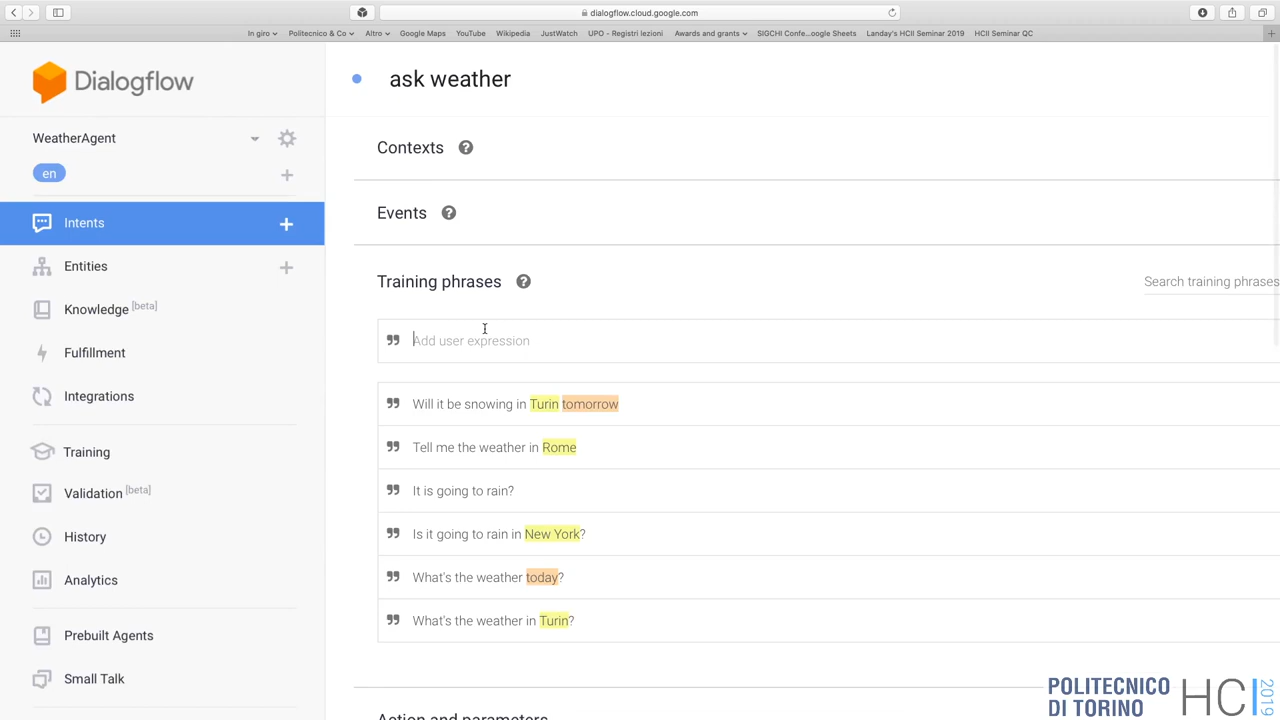 dialogflow.cloud.google.com
In giro Politecnico & Co Altro Google Maps YouTube Wikipedia JustWatch UPO - Registri lezioni Awards and grants SIGCHI Confe...oogle Sheets Landay's HCII Seminar 2019 HCII Seminar QC
Dialogflow
ask weather
WeatherAgent
Contexts
en
Events
Intents
Entities
Training phrases
Search training phrases
Knowledge [beta]
Add user expression
Fulfillment
Integrations
Will it be snowing in Turin tomorrow
Training
Tell me the weather in Rome
Validation [beta]
It is going to rain?
History
Is it going to rain in New York?
Analytics
What's the weather today?
Prebuilt Agents
What's the weather in Turin?
Small Talk
POLITECNICO
DI TORINO
HCI
2019
Action and parameters